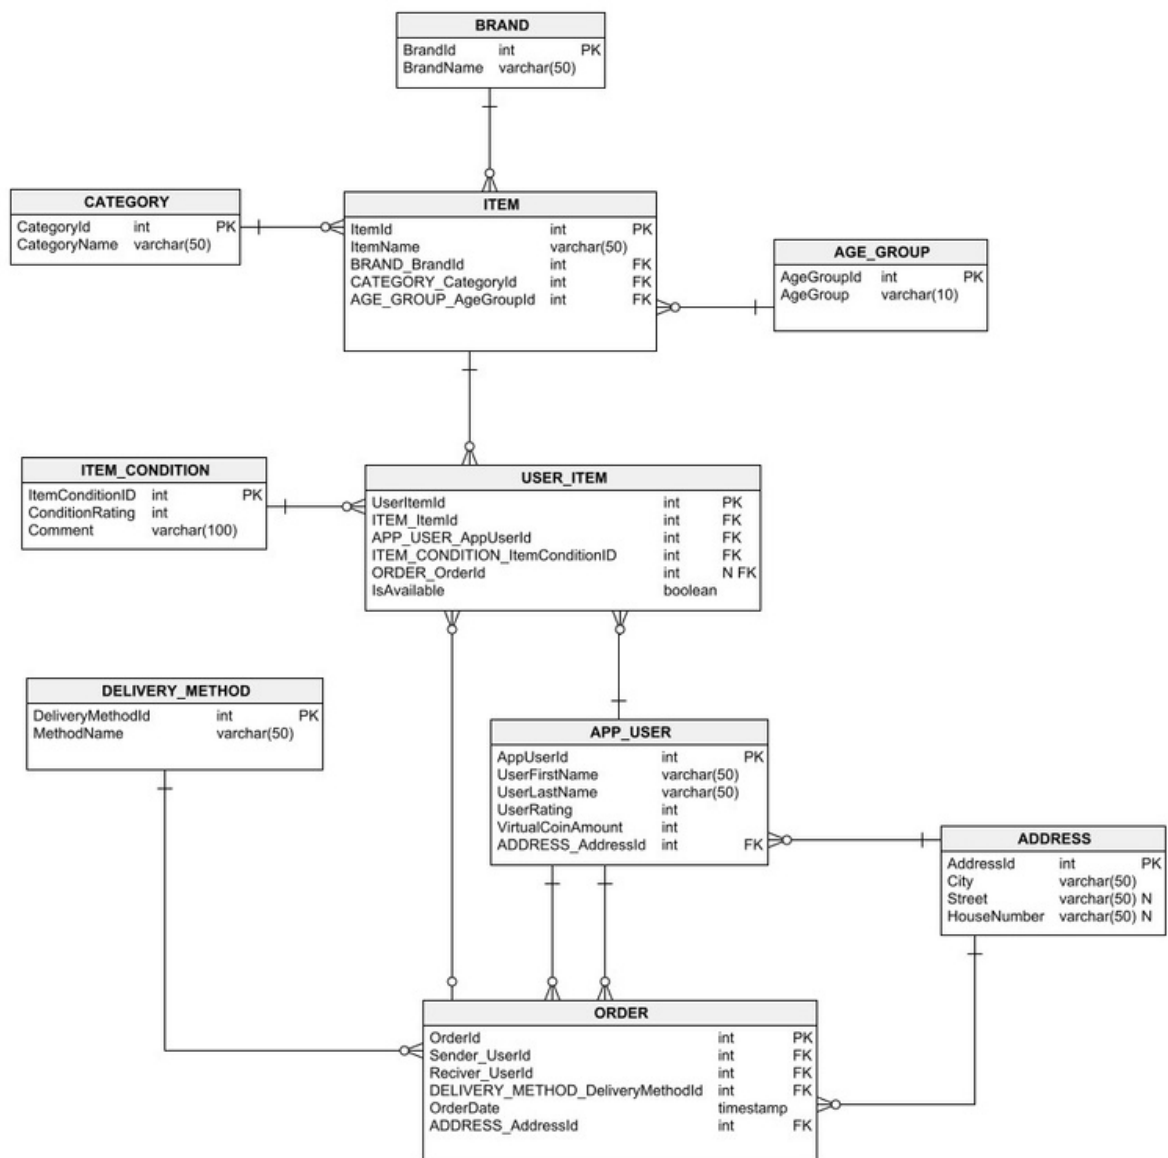 BRAND
BrandId int PK
BrandName varchar(50)
CATEGORY
CategoryId int PK
CategoryName varchar(50)
ITEM
ItemId int PK
ItemName varchar(50)
BRAND_BrandId int FK
CATEGORY_CategoryId int FK
AGE_GROUP_AgeGroupId int FK
AGE_GROUP
AgeGroupId int PK
AgeGroup varchar(10)
ITEM_CONDITION
ItemConditionID int PK
ConditionRating int
Comment varchar(100)
USER_ITEM
UserItemId int PK
ITEM_ItemId int FK
APP_USER_AppUserId int FK
ITEM_CONDITION_ItemConditionID int FK
ORDER_OrderId int N FK
IsAvailable boolean
DELIVERY_METHOD
DeliveryMethodId int PK
MethodName varchar(50)
APP_USER
AppUserId int PK
UserFirstName varchar(50)
UserLastName varchar(50)
UserRating int
VirtualCoinAmount int
ADDRESS_AddressId int FK
ADDRESS
AddressId int PK
City varchar(50)
Street varchar(50) N
HouseNumber varchar(50) N
ORDER
OrderId int PK
Sender_UserId int FK
Reciver_UserId int FK
DELIVERY_METHOD_DeliveryMethodId int FK
OrderDate timestamp
ADDRESS_AddressId int FK